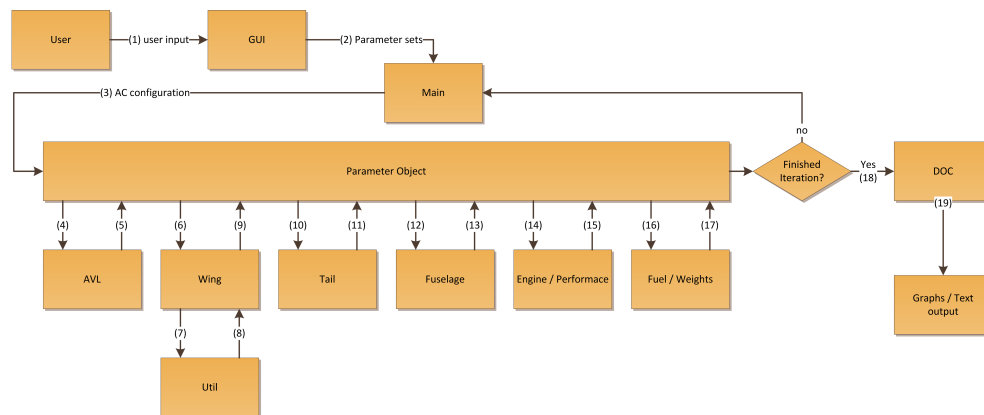 User
(1) user input
GUI
(2) Parameter sets
Main
(3) AC configuration
no
Parameter Object
Finished
Iteration?
Yes
(18)
DOC
(19)
(4)
(5)
(6)
(9)
(10)
(11)
(12)
(13)
(14)
(15)
(16)
(17)
AVL
Wing
Tail
Fuselage
Engine / Performace
Fuel / Weights
Graphs / Text
output
(7)
(8)
Util